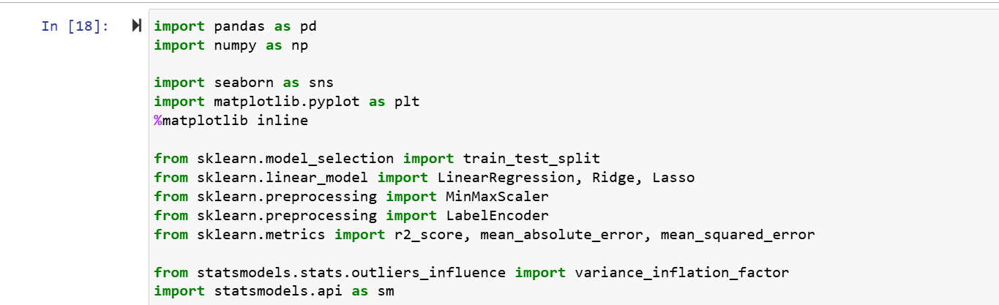 In [18]:
import pandas as pd
import numpy as np
import seaborn as sns
import matplotlib.pyplot as plt
%matplotlib inline
from sklearn.model_selection import train_test_split
from sklearn.linear_model import LinearRegression, Ridge, Lasso
from sklearn.preprocessing import MinMaxScaler
from sklearn.preprocessing import LabelEncoder
from sklearn.metrics import r2_score, mean_absolute_error, mean_squared_error
from statsmodels.stats.outliers_influence import variance_inflation_factor
import statsmodels.api as sm